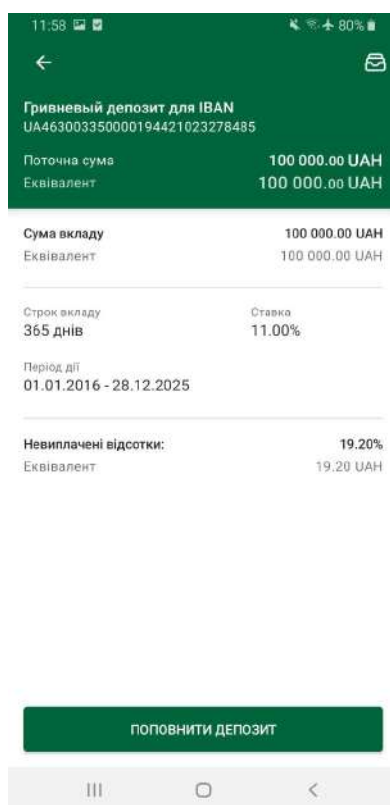 11:58 80%
Гривневый депозит для IBAN
UA463003350000194421023278485
Поточна сума 100 000.00 UAH
Еквівалент 100 000.00 UAH
Сума вкладу 100 000.00 UAH
Еквівалент 100 000.00 UAH
Строк вкладу Ставка
365 днів 11.00%
Період дії
01.01.2016 - 28.12.2025
Невиплачені відсотки: 19.20%
Еквівалент 19.20 UAH
ПОПОВНИТИ ДЕПОЗИТ